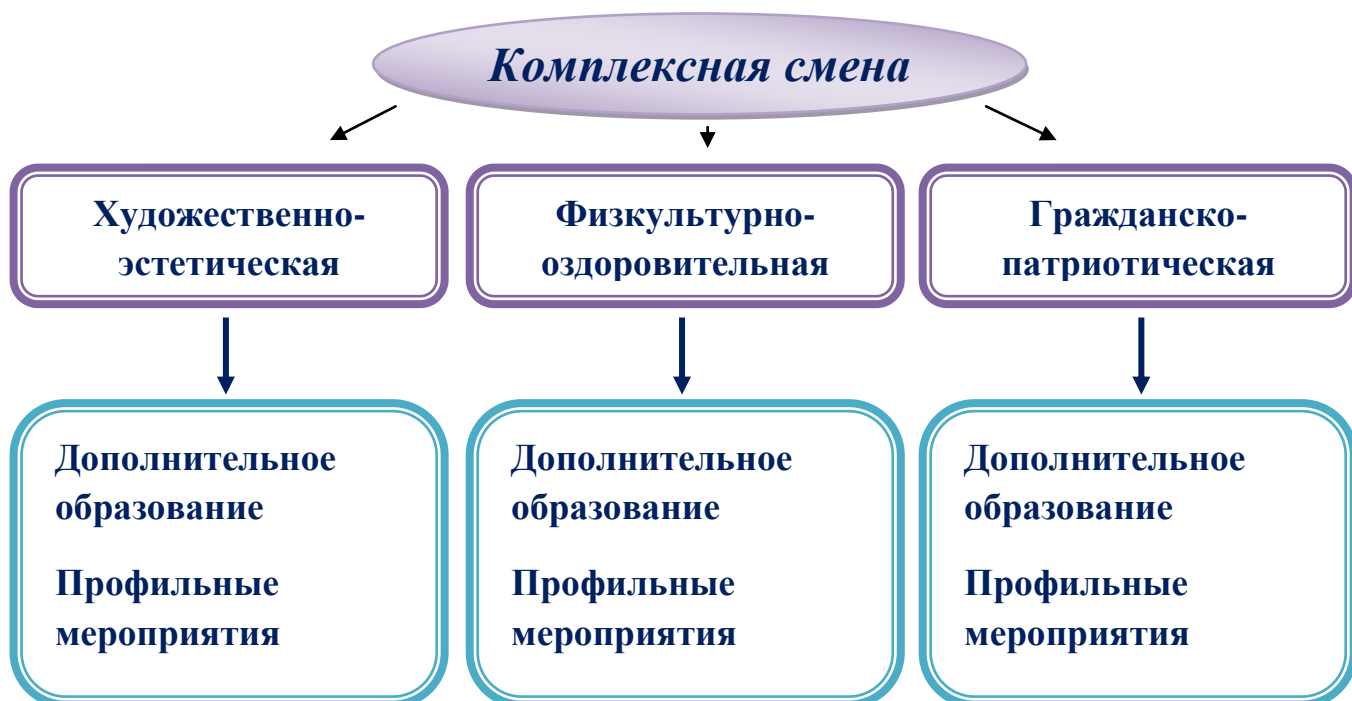 Комплексная смена
Художественно-
эстетическая
Физкультурно-
оздоровительная
Гражданско-
патриотическая
Дополнительное
образование
Профильные
мероприятия
Дополнительное
образование
Профильные
мероприятия
Дополнительное
образование
Профильные
мероприятия